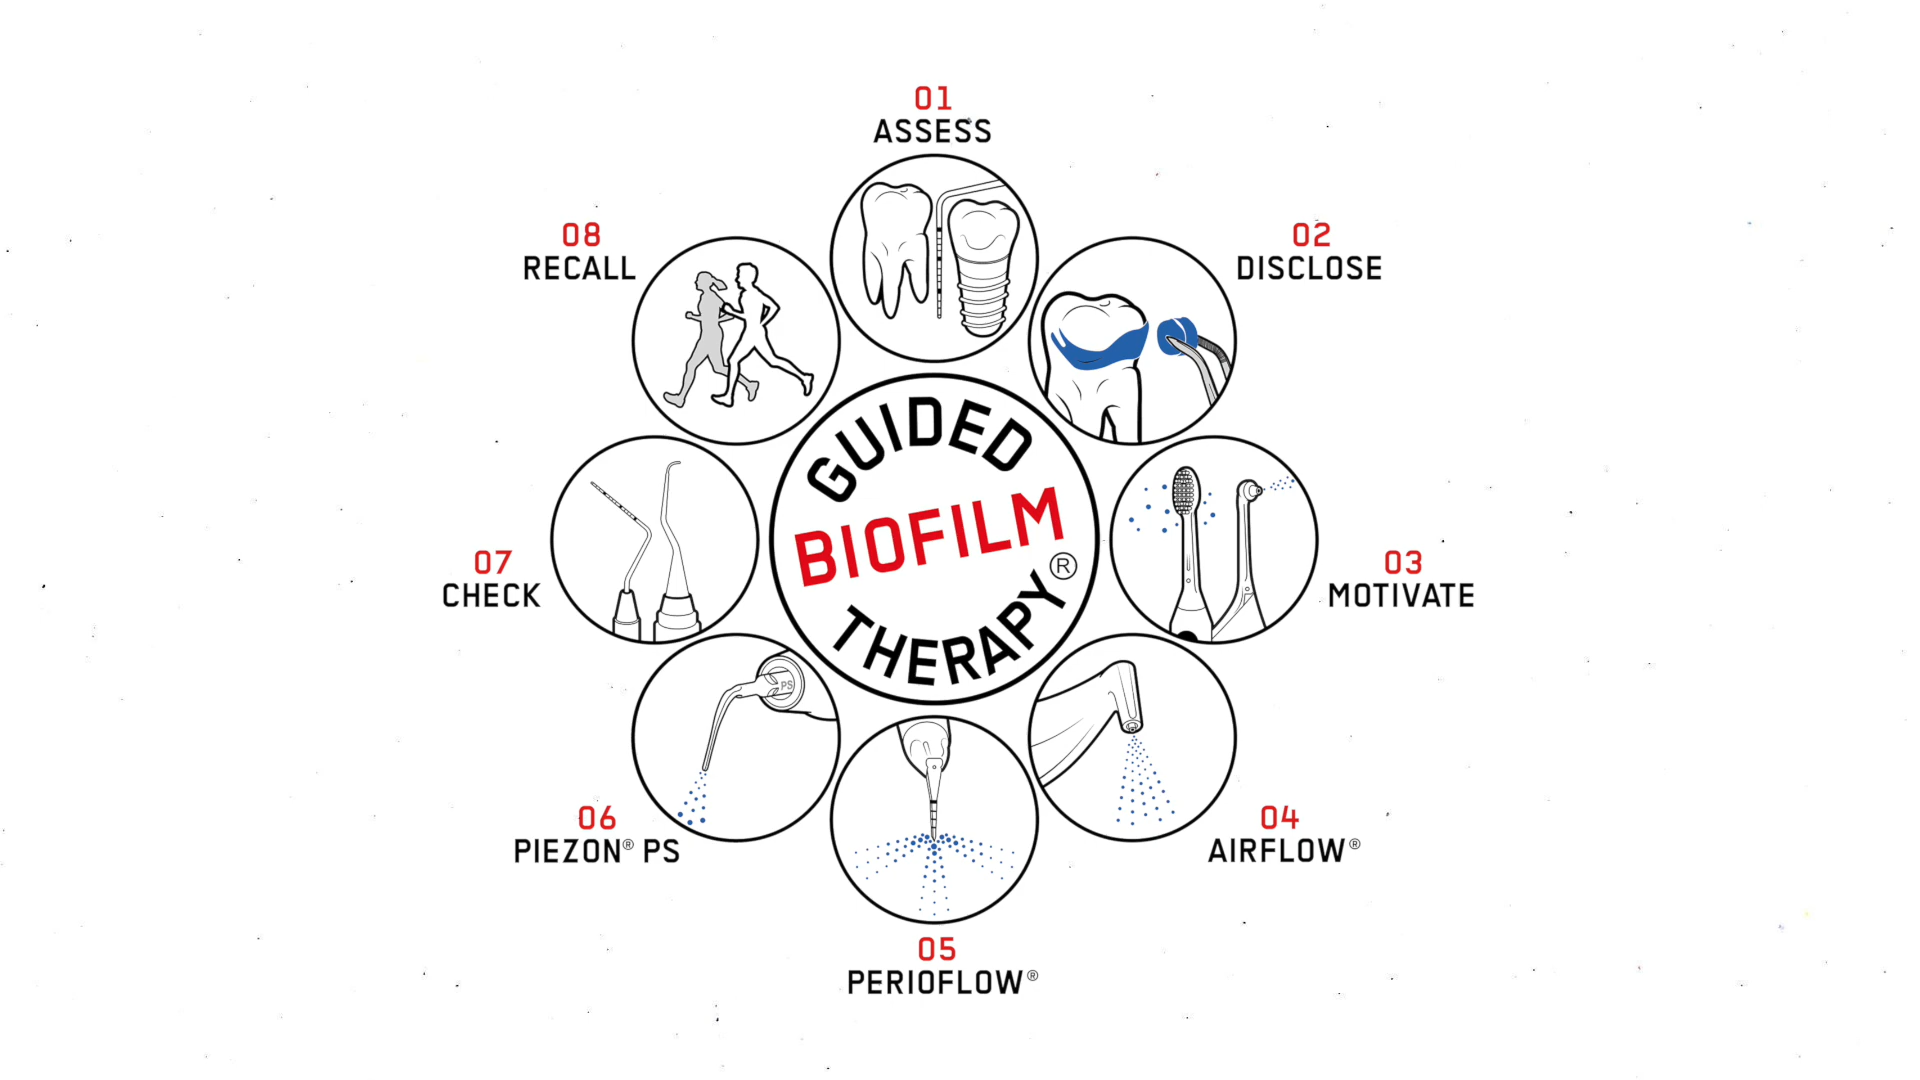 01
ASSESS
02
DISCLOSE
03
MOTIVATE
04
AIRFLOW®
05
PERIOFLOW®
06
PIEZON® PS
07
CHECK
08
RECALL
GUIDED
BIOFILM
THERAPY®
PS